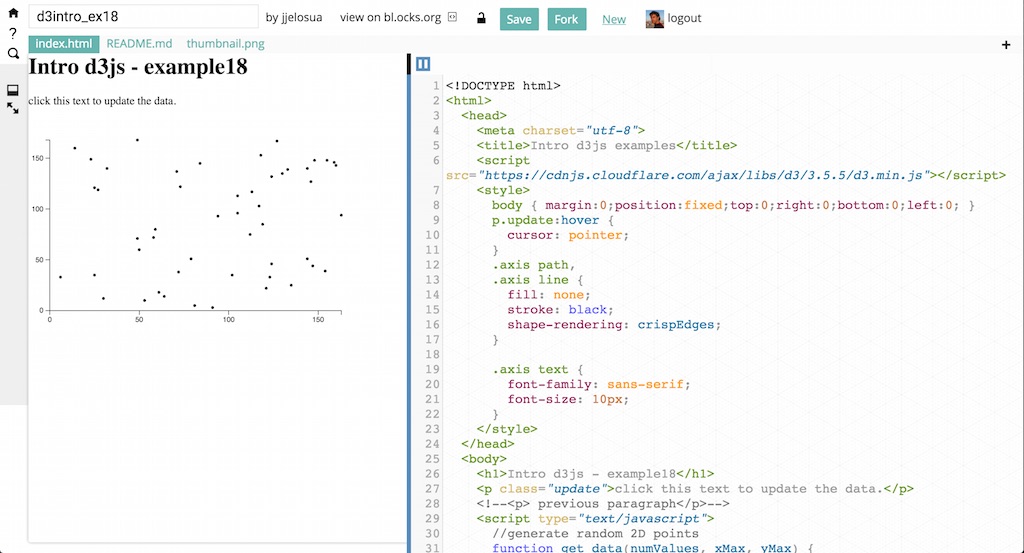 d3intro_ex18 by jjelosua view on bl.ocks.org Save Fork New logout
? index.html README.md thumbnail.png +
Intro d3js - example18
click this text to update the data.
150
100
50
0
0 50 100 150
1 <!DOCTYPE html>
2 <html>
3 <head>
4 <meta charset="utf-8">
5 <title>Intro d3js examples</title>
6 <script
src="https://cdnjs.cloudflare.com/ajax/libs/d3/3.5.5/d3.min.js"></script>
7 <style>
8 body { margin:0;position:fixed;top:0;right:0;bottom:0;left:0; }
9 p.update:hover {
10 cursor: pointer;
11 }
12 .axis path,
13 .axis line {
14 fill: none;
15 stroke: black;
16 shape-rendering: crispEdges;
17 }
18
19 .axis text {
20 font-family: sans-serif;
21 font-size: 10px;
22 }
23 </style>
24 </head>
25 <body>
26 <h1>Intro d3js - example18</h1>
27 <p class="update">click this text to update the data.</p>
28 <!--<p> previous paragraph</p>-->
29 <script type="text/javascript">
30 //generate random 2D points
31 function get_data(numValues, xMax, yMax) {